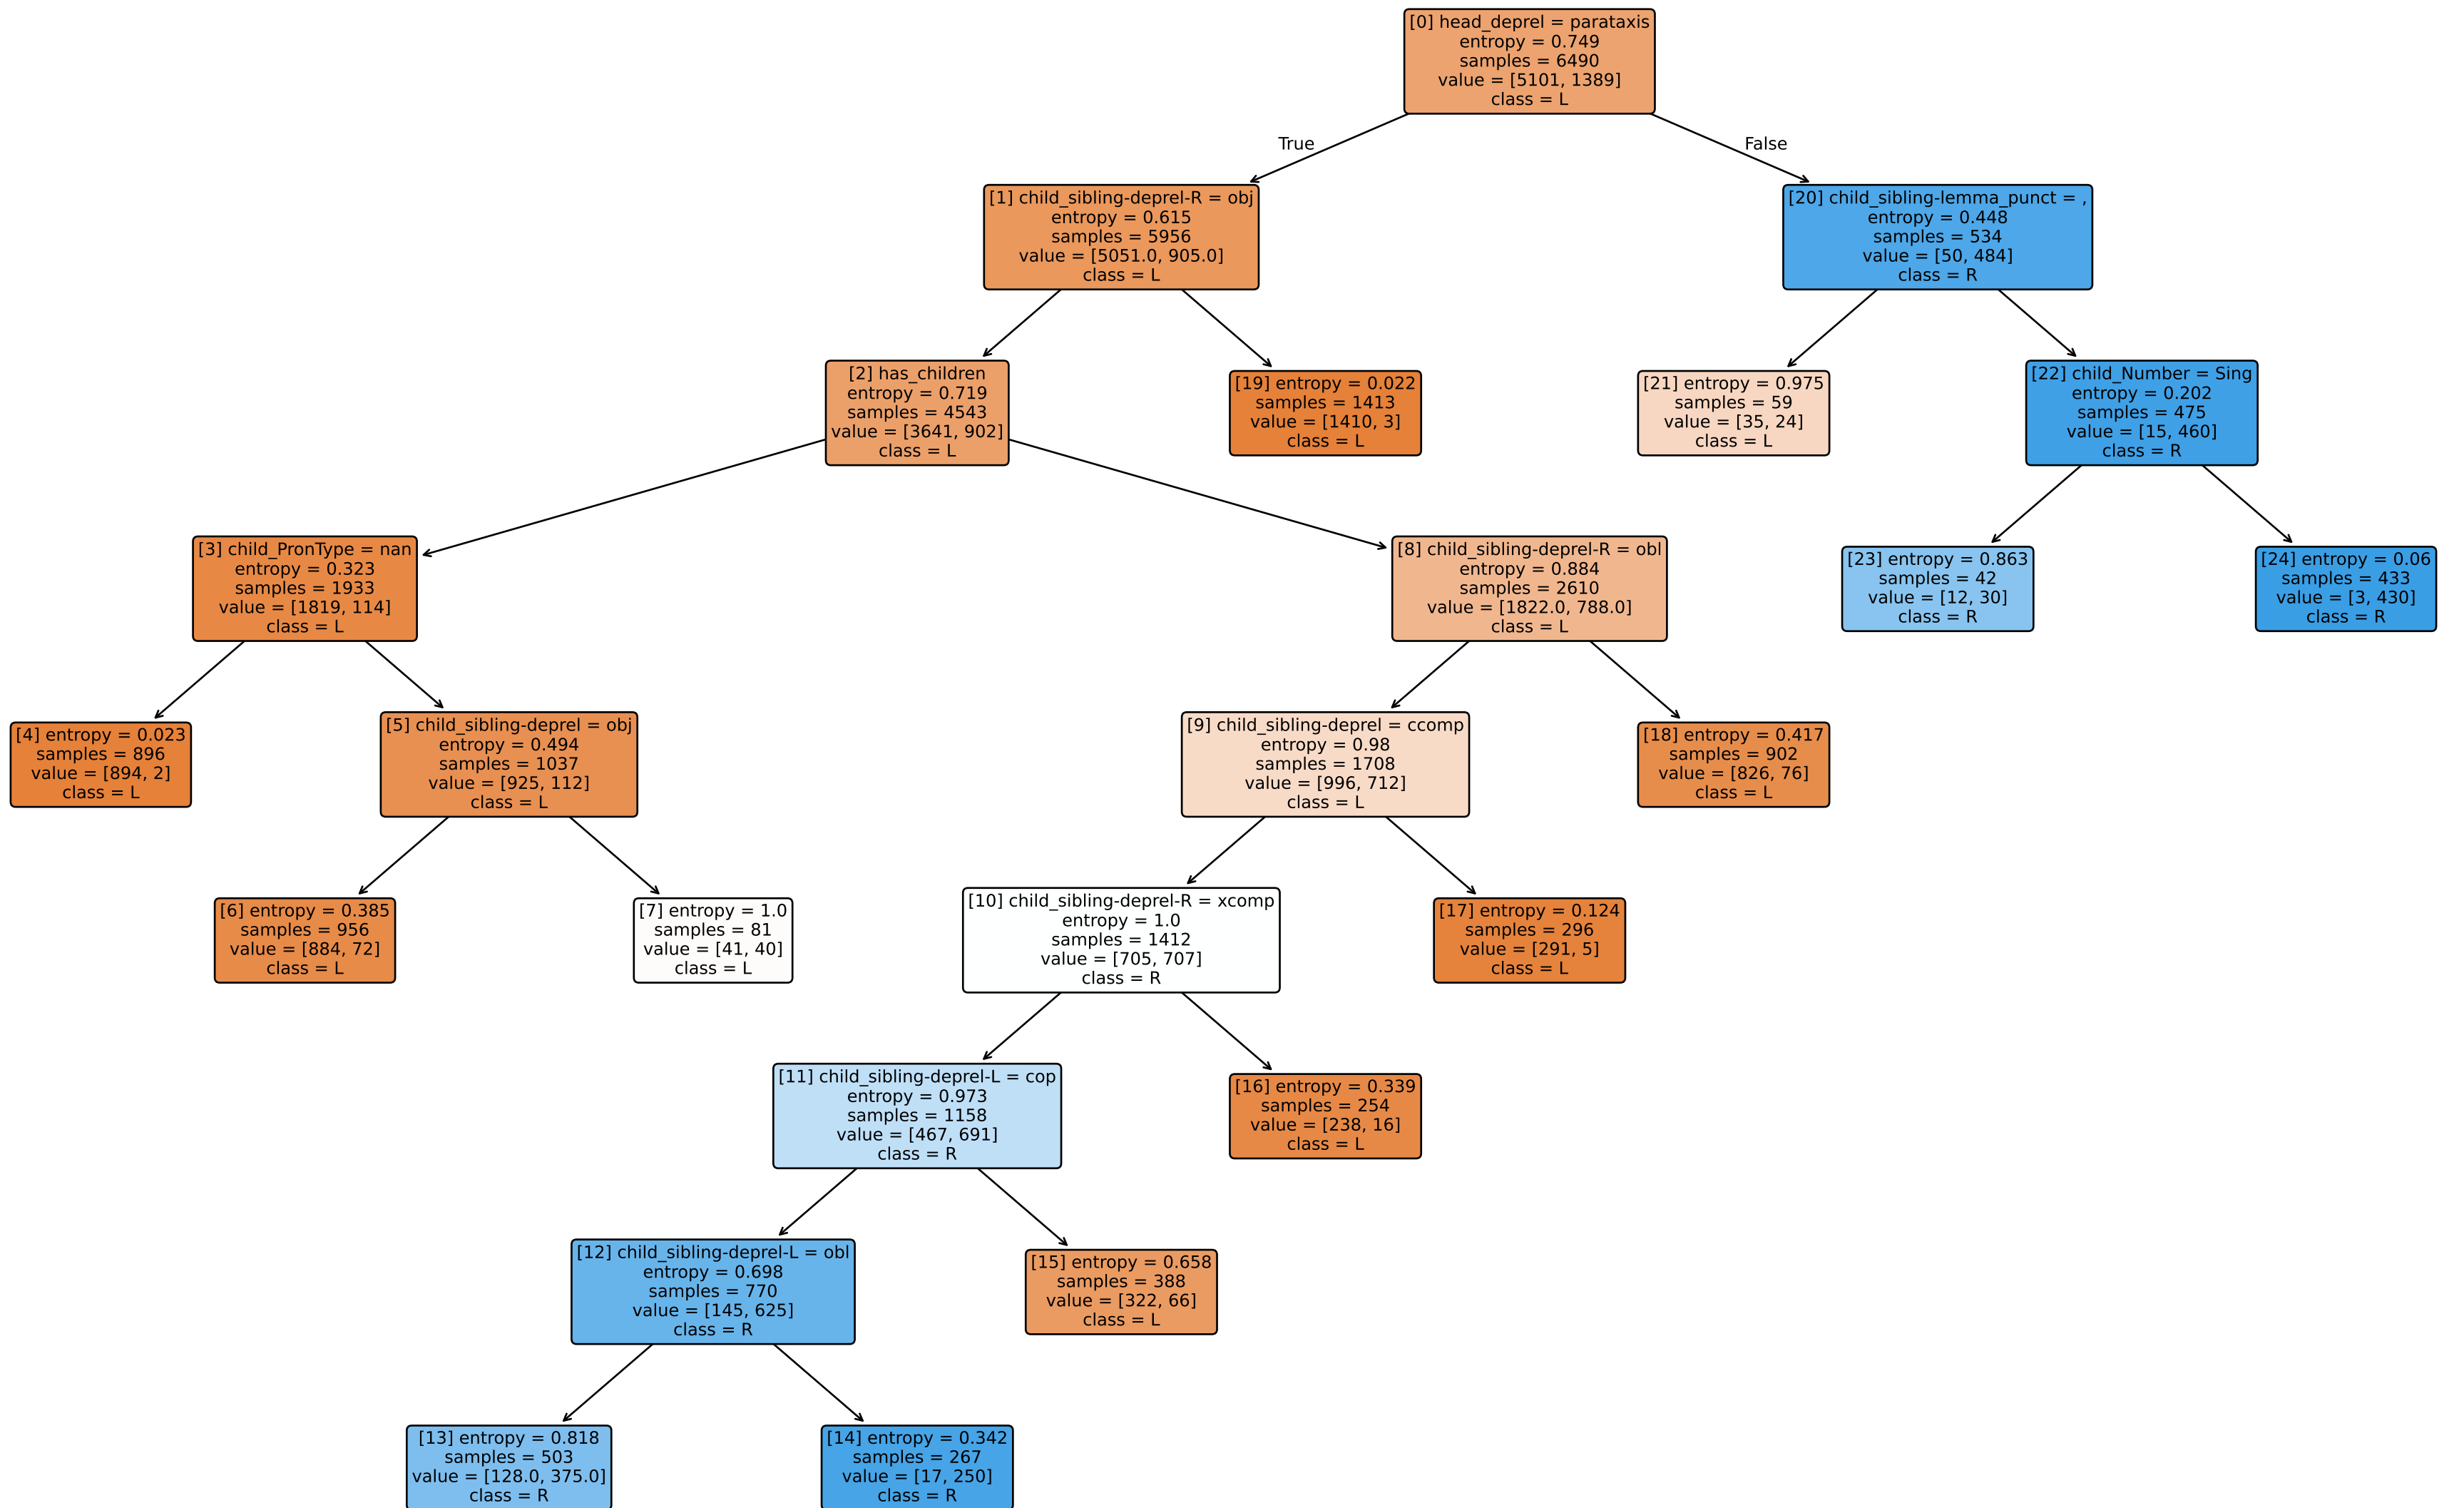 [0] head_deprel = parataxis
entropy = 0.749
samples = 6490
value = [5101, 1389]
class = L
True
False
[1] child_sibling-deprel-R = obj
entropy = 0.615
samples = 5956
value = [5051.0, 905.0]
class = L
[20] child_sibling-lemma_punct = ,
entropy = 0.448
samples = 534
value = [50, 484]
class = R
[2] has_children
entropy = 0.719
samples = 4543
value = [3641, 902]
class = L
[19] entropy = 0.022
samples = 1413
value = [1410, 3]
class = L
[21] entropy = 0.975
samples = 59
value = [35, 24]
class = L
[22] child_Number = Sing
entropy = 0.202
samples = 475
value = [15, 460]
class = R
[3] child_PronType = nan
entropy = 0.323
samples = 1933
value = [1819, 114]
class = L
[8] child_sibling-deprel-R = obl
entropy = 0.884
samples = 2610
value = [1822.0, 788.0]
class = L
[23] entropy = 0.863
samples = 42
value = [12, 30]
class = R
[24] entropy = 0.06
samples = 433
value = [3, 430]
class = R
[4] entropy = 0.023
samples = 896
value = [894, 2]
class = L
[5] child_sibling-deprel = obj
entropy = 0.494
samples = 1037
value = [925, 112]
class = L
[9] child_sibling-deprel = ccomp
entropy = 0.98
samples = 1708
value = [996, 712]
class = L
[18] entropy = 0.417
samples = 902
value = [826, 76]
class = L
[6] entropy = 0.385
samples = 956
value = [884, 72]
class = L
[7] entropy = 1.0
samples = 81
value = [41, 40]
class = L
[10] child_sibling-deprel-R = xcomp
entropy = 1.0
samples = 1412
value = [705, 707]
class = R
[17] entropy = 0.124
samples = 296
value = [291, 5]
class = L
[11] child_sibling-deprel-L = cop
entropy = 0.973
samples = 1158
value = [467, 691]
class = R
[16] entropy = 0.339
samples = 254
value = [238, 16]
class = L
[12] child_sibling-deprel-L = obl
entropy = 0.698
samples = 770
value = [145, 625]
class = R
[15] entropy = 0.658
samples = 388
value = [322, 66]
class = L
[13] entropy = 0.818
samples = 503
value = [128.0, 375.0]
class = R
[14] entropy = 0.342
samples = 267
value = [17, 250]
class = R